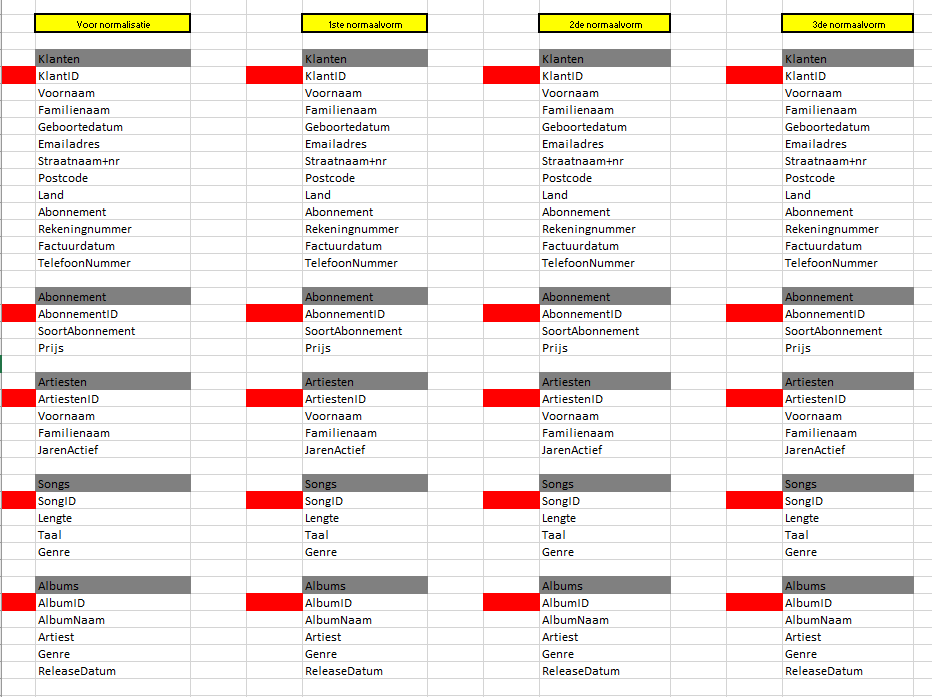 Voor normalisatie 1ste normaalvorm 2de normaalvorm 3de normaalvorm
Klanten Klanten Klanten Klanten
KlantID KlantID KlantID KlantID
Voornaam Voornaam Voornaam Voornaam
Familienaam Familienaam Familienaam Familienaam
Geboortedatum Geboortedatum Geboortedatum Geboortedatum
Emailadres Emailadres Emailadres Emailadres
Straatnaam+nr Straatnaam+nr Straatnaam+nr Straatnaam+nr
Postcode Postcode Postcode Postcode
Land Land Land Land
Abonnement Abonnement Abonnement Abonnement
Rekeningnummer Rekeningnummer Rekeningnummer Rekeningnummer
Factuurdatum Factuurdatum Factuurdatum Factuurdatum
TelefoonNummer TelefoonNummer TelefoonNummer TelefoonNummer
Abonnement Abonnement Abonnement Abonnement
AbonnementID AbonnementID AbonnementID AbonnementID
SoortAbonnement SoortAbonnement SoortAbonnement SoortAbonnement
Prijs Prijs Prijs Prijs
Artiesten Artiesten Artiesten Artiesten
ArtiestenID ArtiestenID ArtiestenID ArtiestenID
Voornaam Voornaam Voornaam Voornaam
Familienaam Familienaam Familienaam Familienaam
JarenActief JarenActief JarenActief JarenActief
Songs Songs Songs Songs
SongID SongID SongID SongID
Lengte Lengte Lengte Lengte
Taal Taal Taal Taal
Genre Genre Genre Genre
Albums Albums Albums Albums
AlbumID AlbumID AlbumID AlbumID
AlbumNaam AlbumNaam AlbumNaam AlbumNaam
Artiest Artiest Artiest Artiest
Genre Genre Genre Genre
ReleaseDatum ReleaseDatum ReleaseDatum ReleaseDatum